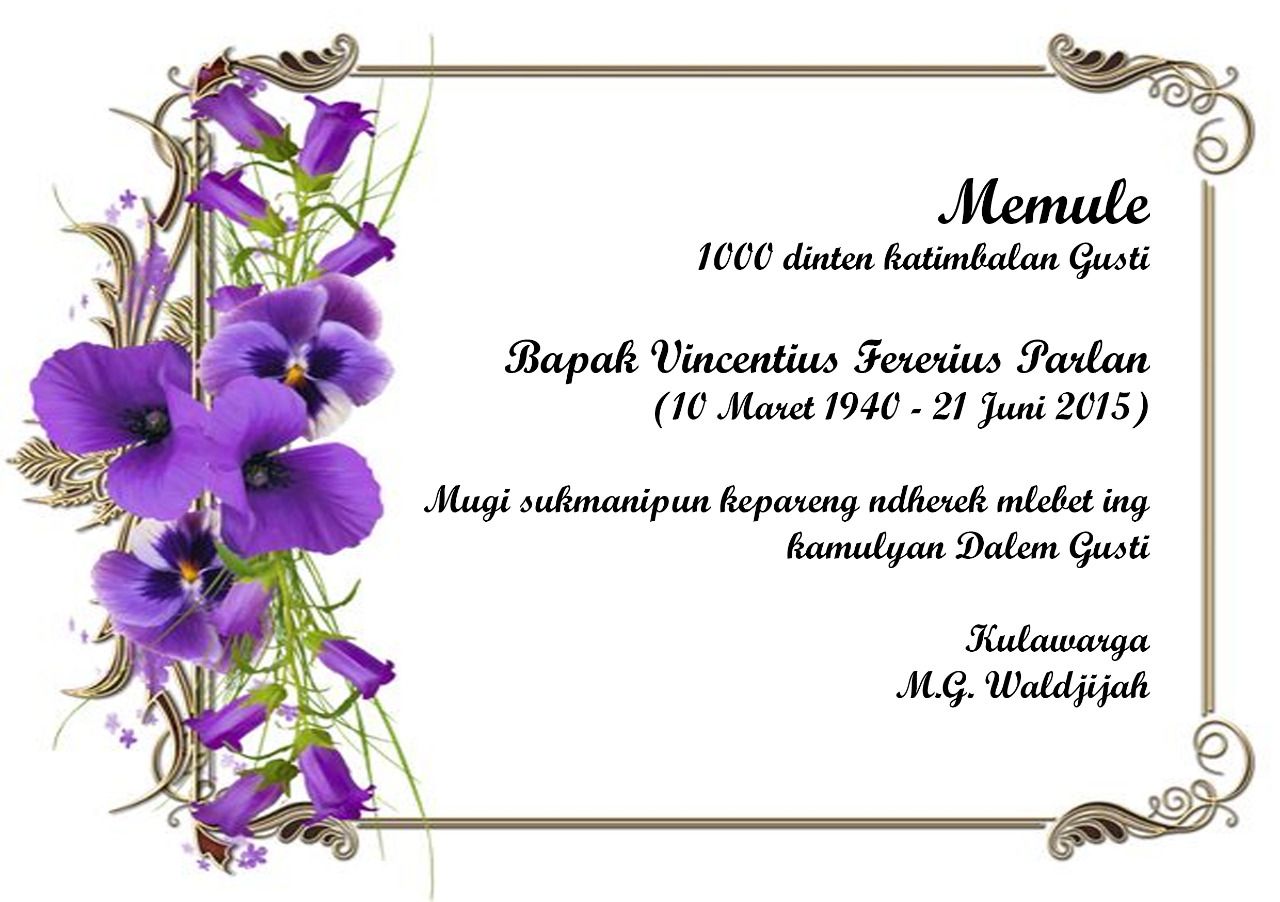 Memule
1000 dinten katimbalan Gusti
Bapak Vincentius Fererius Parlan
(10 Maret 1940 - 21 Juni 2015)
Mugi sukmanipun kepareng ndherek mlebet ing
kamulyan Dalem Gusti
Kulawarga
M.G. Waldjijah